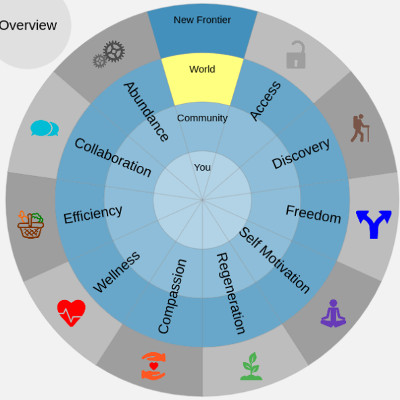 Overview
New Frontier
World
Community
You
Access
Discovery
Freedom
Self Motivation
Regeneration
Compassion
Wellness
Efficiency
Collaboration
Abundance